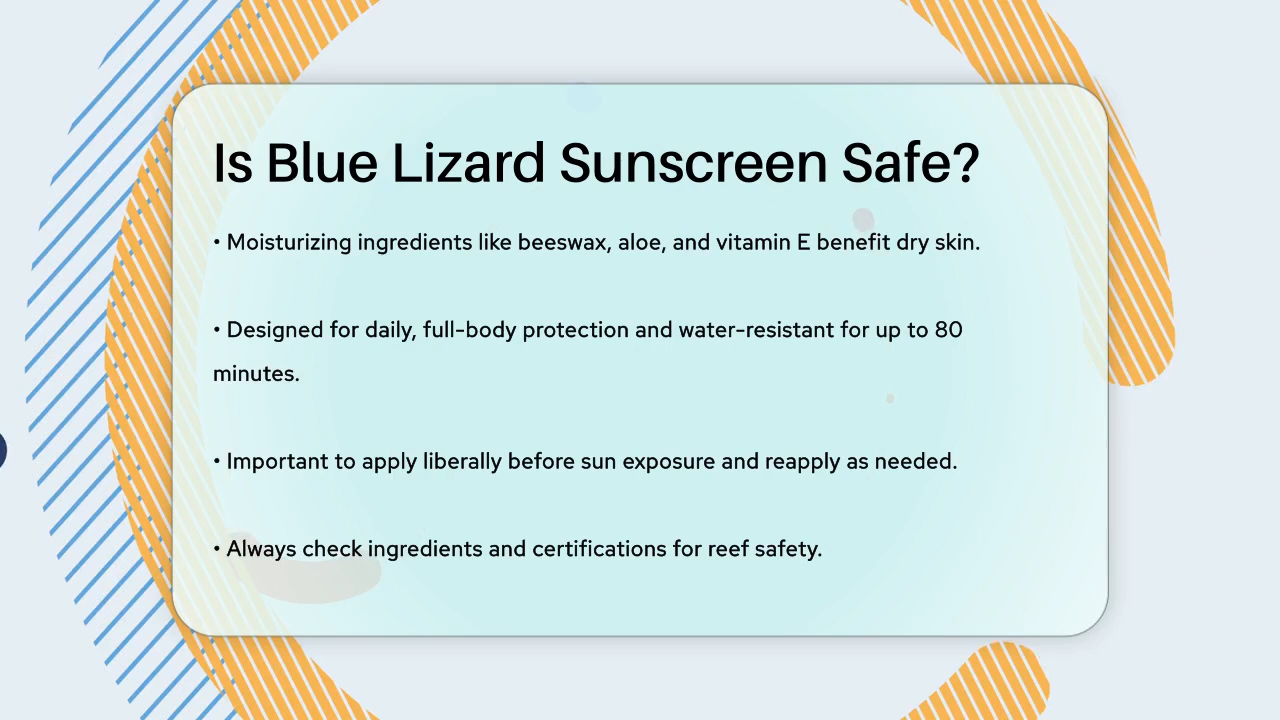 Is Blue Lizard Sunscreen Safe?
• Moisturizing ingredients like beeswax, aloe, and vitamin E benefit dry skin.
• Designed for daily, full-body protection and water-resistant for up to 80
minutes.
• Important to apply liberally before sun exposure and reapply as needed.
• Always check ingredients and certifications for reef safety.